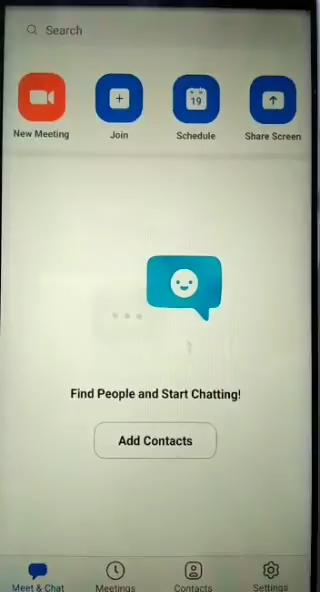 Search
New Meeting
Join
19
Schedule
Share Screen
Find People and Start Chatting!
Add Contacts
Meet & Chat
Meetings
Contacts
Settings